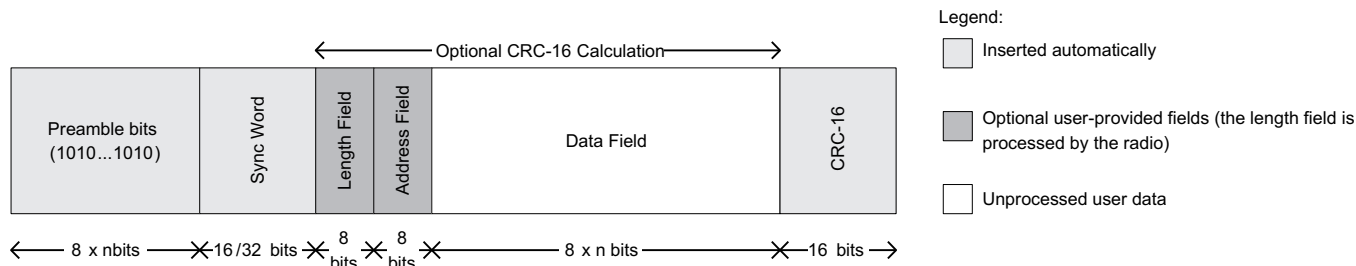 Legend:
Inserted automatically
Optional user-provided fields (the length field is
processed by the radio)
Unprocessed user data
Optional CRC-16 Calculation
Preamble bits
(1010...1010)
Sync Word
Length Field
Address Field
Data Field
CRC-16
8 x nbits
16/32 bits
8
bits
8
bits
8 x n bits
16 bits